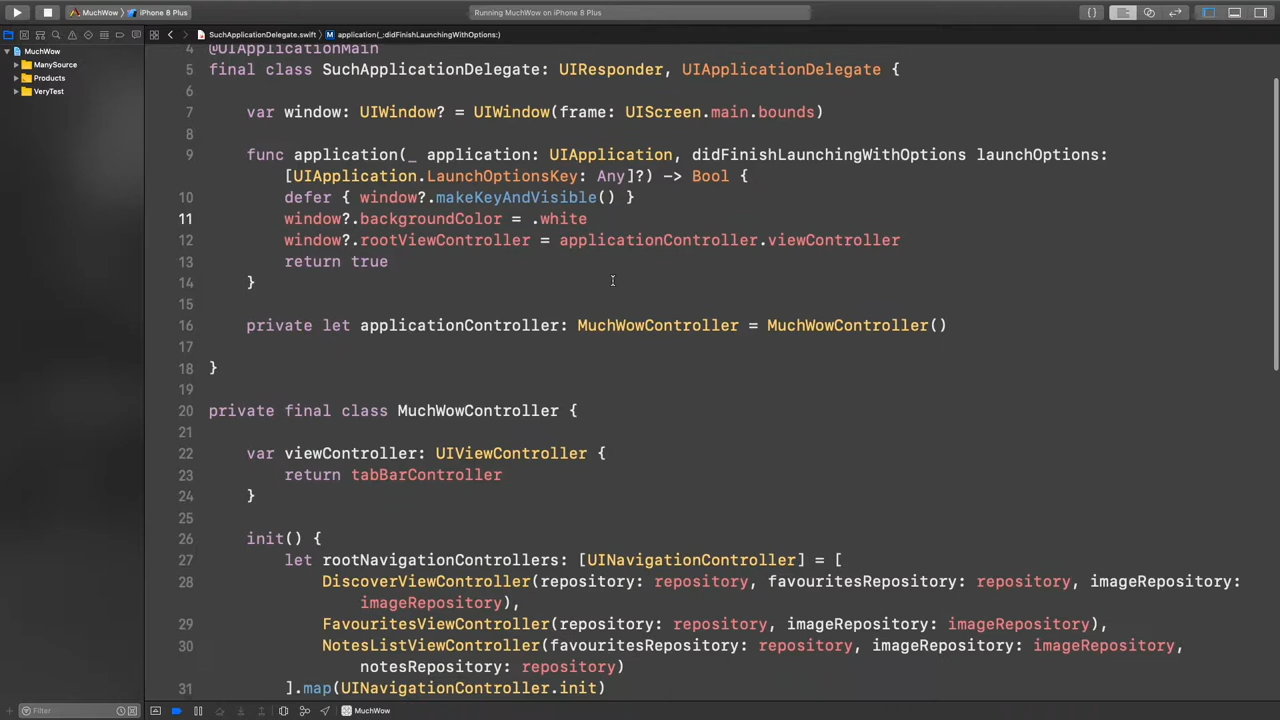 MuchWow 〉 iPhone 8 Plus
Running MuchWow on iPhone 8 Plus
SuchApplicationDelegate.swift 〉 M application(_:didFinishLaunchingWithOptions:)
MuchWow
ManySource
Products
VeryTest
4 @UIApplicationMain
5 final class SuchApplicationDelegate: UIResponder, UIApplicationDelegate {
6
7 var window: UIWindow? = UIWindow(frame: UIScreen.main.bounds)
8
9 func application(_ application: UIApplication, didFinishLaunchingWithOptions launchOptions:
[UIApplication.LaunchOptionsKey: Any]?) -> Bool {
10 defer { window?.makeKeyAndVisible() }
11 window?.backgroundColor = .white
12 window?.rootViewController = applicationController.viewController
13 return true
14 }
15
16 private let applicationController: MuchWowController = MuchWowController()
17
18 }
19
20 private final class MuchWowController {
21
22 var viewController: UIViewController {
23 return tabBarController
24 }
25
26 init() {
27 let rootNavigationControllers: [UINavigationController] = [
28 DiscoverViewController(repository: repository, favouritesRepository: repository, imageRepository:
imageRepository),
29 FavouritesViewController(repository: repository, imageRepository: imageRepository),
30 NotesListViewController(favouritesRepository: repository, imageRepository: imageRepository,
notesRepository: repository)
31 ].map(UINavigationController.init)
Filter
MuchWow